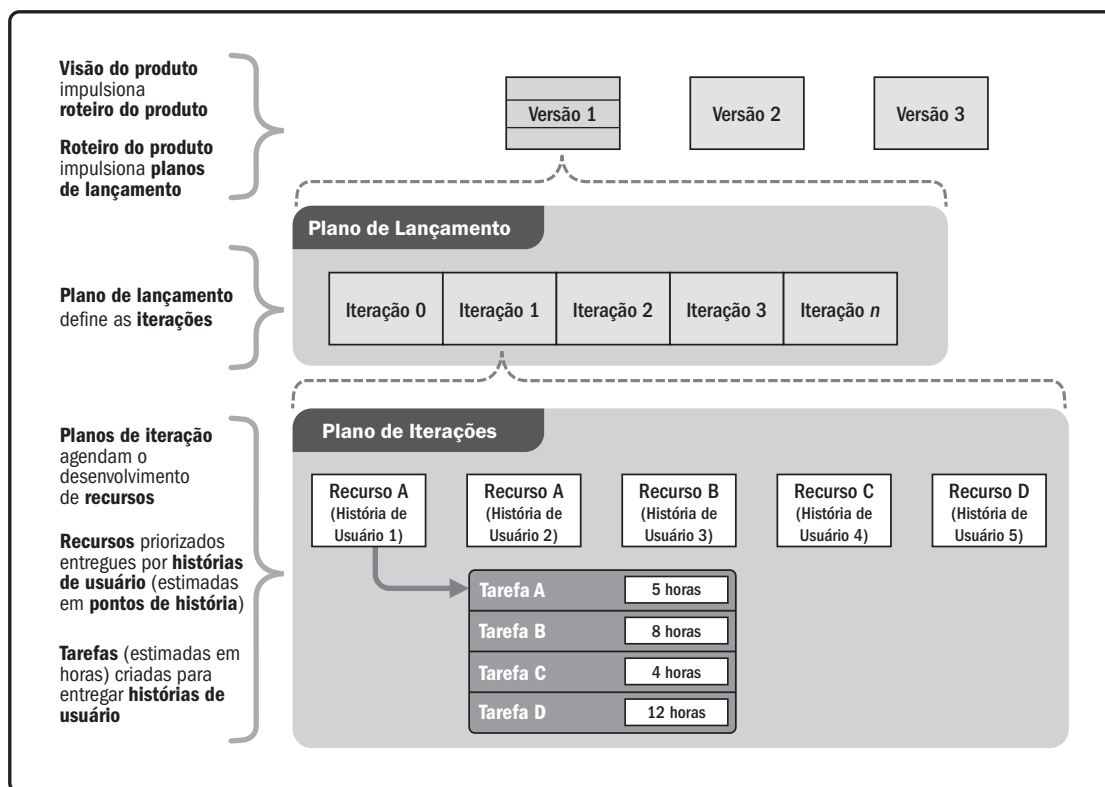 Visão do produto
impulsiona
roteiro do produto
Roteiro do produto
impulsiona planos
de lançamento
Versão 1
Versão 2
Versão 3
Plano de Lançamento
Plano de lançamento
define as iterações
Iteração 0
Iteração 1
Iteração 2
Iteração 3
Iteração n
Plano de Iterações
Planos de iteração
agendam o
desenvolvimento
de recursos
Recursos priorizados
entregues por histórias
de usuário (estimadas
em pontos de história)
Tarefas (estimadas em
horas) criadas para
entregar histórias de
usuário
Recurso A
(História de
Usuário 1)
Recurso A
(História de
Usuário 2)
Recurso B
(História de
Usuário 3)
Recurso C
(História de
Usuário 4)
Recurso D
(História de
Usuário 5)
Tarefa A 5 horas
Tarefa B 8 horas
Tarefa C 4 horas
Tarefa D 12 horas